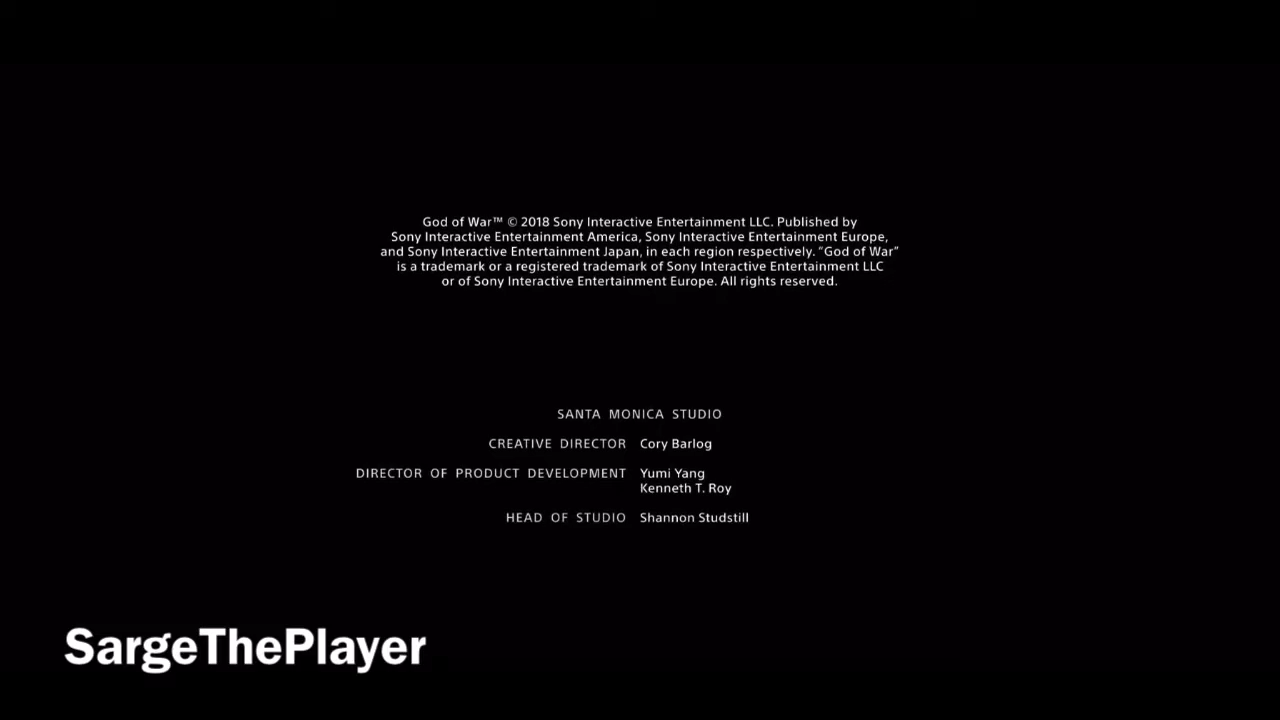 God of War™ © 2018 Sony Interactive Entertainment LLC. Published by
Sony Interactive Entertainment America, Sony Interactive Entertainment Europe,
and Sony Interactive Entertainment Japan, in each region respectively. “God of War”
is a trademark or a registered trademark of Sony Interactive Entertainment LLC
or of Sony Interactive Entertainment Europe. All rights reserved.
SANTA MONICA STUDIO
CREATIVE DIRECTOR Cory Barlog
DIRECTOR OF PRODUCT DEVELOPMENT Yumi Yang
Kenneth T. Roy
HEAD OF STUDIO Shannon Studstill
SargeThePlayer